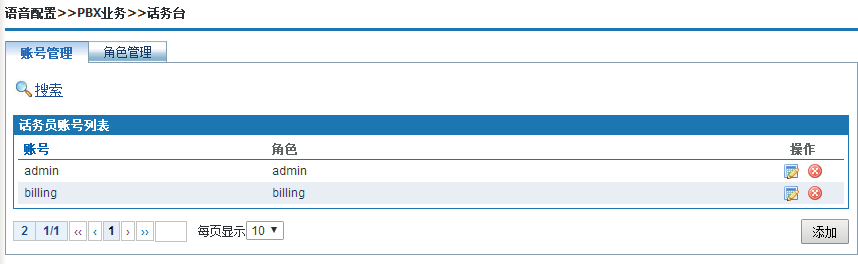 语音配置>>PBX业务>>话务台
账号管理 角色管理
搜索
话务员账号列表
账号 角色 操作
admin admin
billing billing
2 1/1 ‹‹ ‹ 1 › ›› 每页显示 10 添加